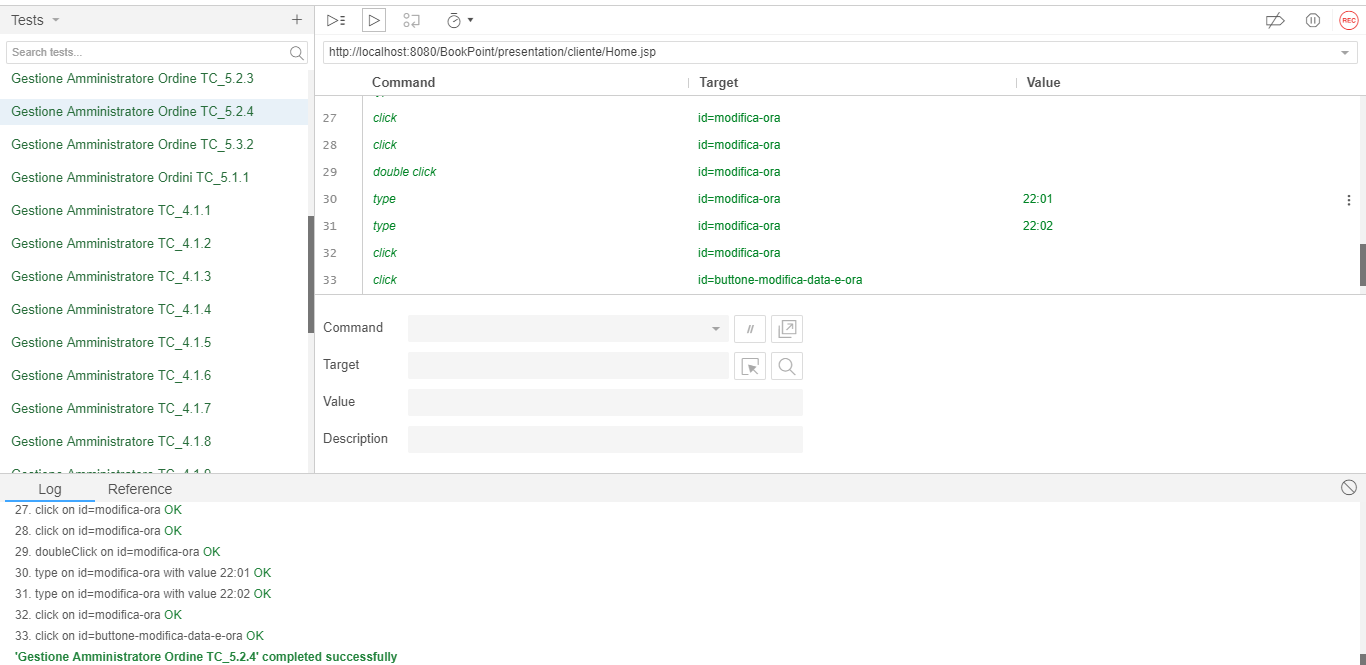 Tests
REC
Search tests...
http://localhost:8080/BookPoint/presentation/cliente/Home.jsp
Gestione Amministratore Ordine TC_5.2.3
Gestione Amministratore Ordine TC_5.2.4
Gestione Amministratore Ordine TC_5.3.2
Gestione Amministratore Ordini TC_5.1.1
Gestione Amministratore TC_4.1.1
Gestione Amministratore TC_4.1.2
Gestione Amministratore TC_4.1.3
Gestione Amministratore TC_4.1.4
Gestione Amministratore TC_4.1.5
Gestione Amministratore TC_4.1.6
Gestione Amministratore TC_4.1.7
Gestione Amministratore TC_4.1.8
Gestione Amministratore TC_4.1.9
Command Target Value
27 click id=modifica-ora
28 click id=modifica-ora
29 double click id=modifica-ora
30 type id=modifica-ora 22:01
31 type id=modifica-ora 22:02
32 click id=modifica-ora
33 click id=buttone-modifica-data-e-ora
Command //
Target
Value
Description
Log Reference
27. click on id=modifica-ora OK
28. click on id=modifica-ora OK
29. doubleClick on id=modifica-ora OK
30. type on id=modifica-ora with value 22:01 OK
31. type on id=modifica-ora with value 22:02 OK
32. click on id=modifica-ora OK
33. click on id=buttone-modifica-data-e-ora OK
'Gestione Amministratore Ordine TC_5.2.4' completed successfully